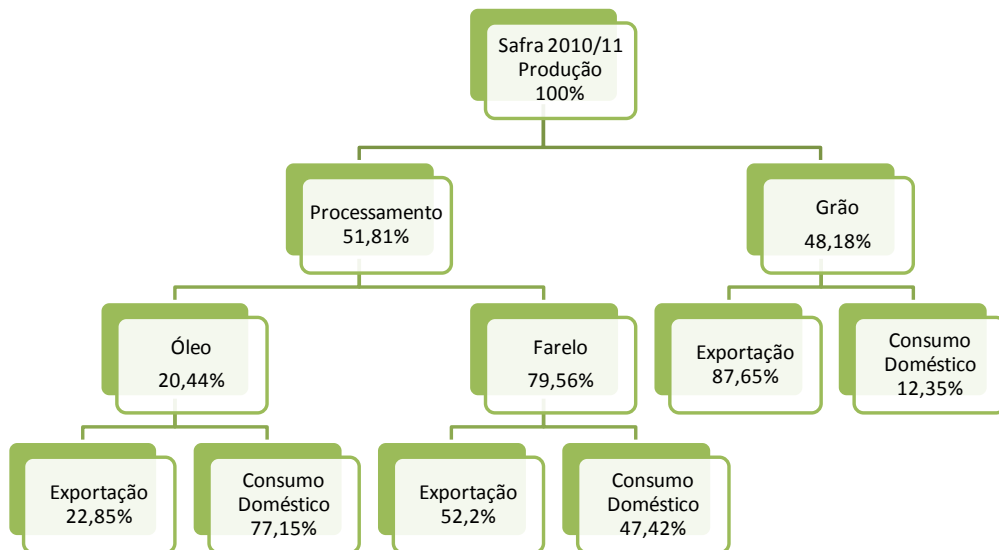 Safra 2010/11
Produção
100%
Processamento
51,81%
Grão
48,18%
Óleo
20,44%
Farelo
79,56%
Exportação
87,65%
Consumo
Doméstico
12,35%
Exportação
22,85%
Consumo
Doméstico
77,15%
Exportação
52,2%
Consumo
Doméstico
47,42%